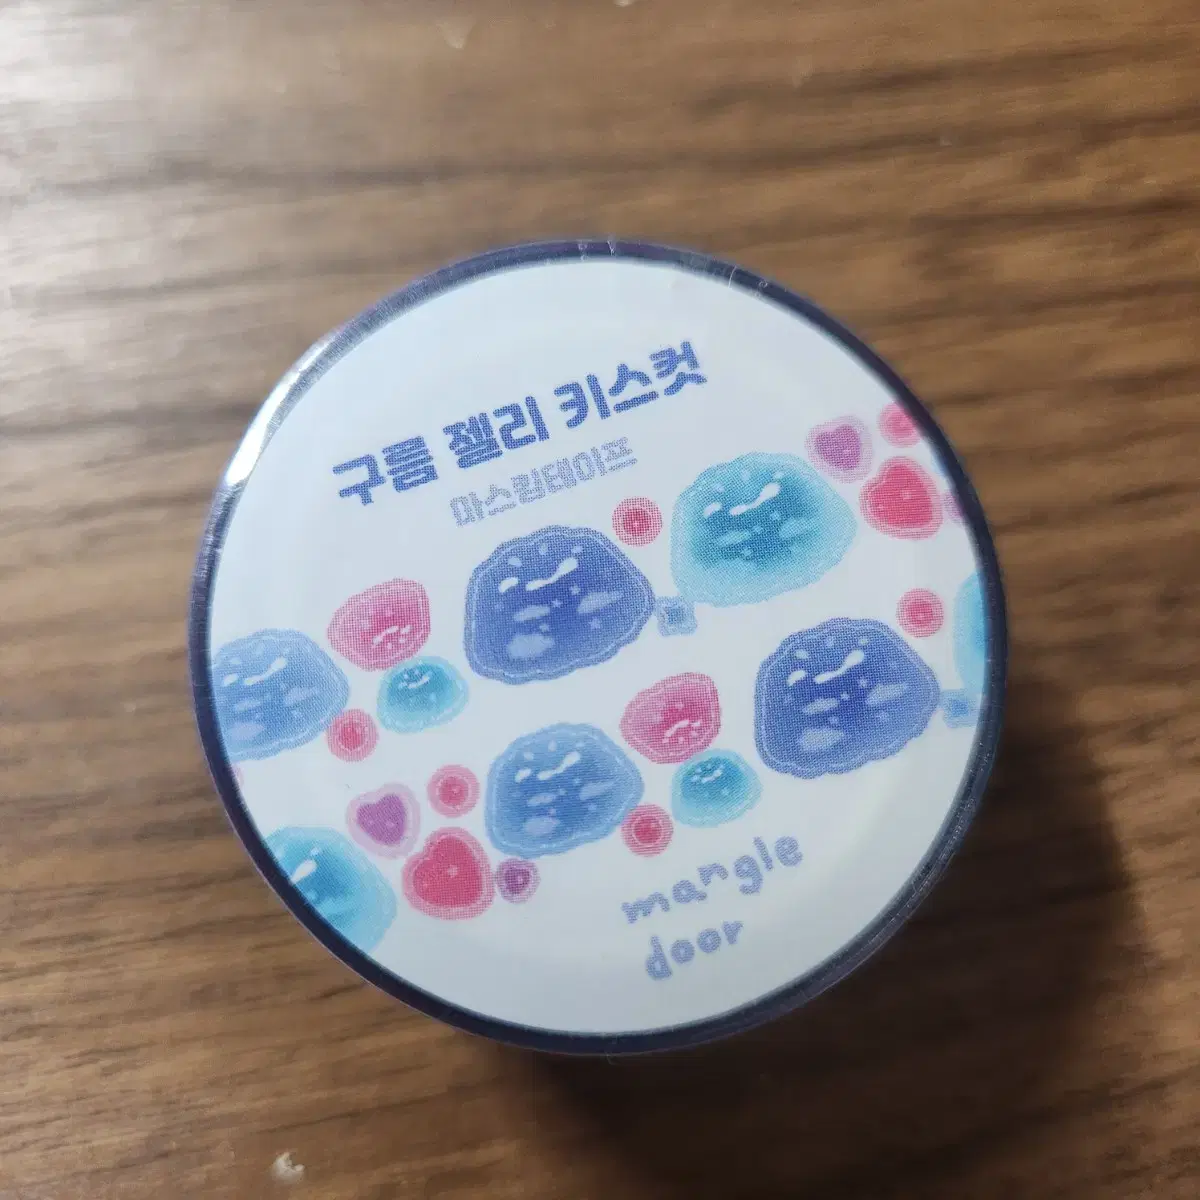 구름 젤리 키스컷
마스킹테이프
mangle
door